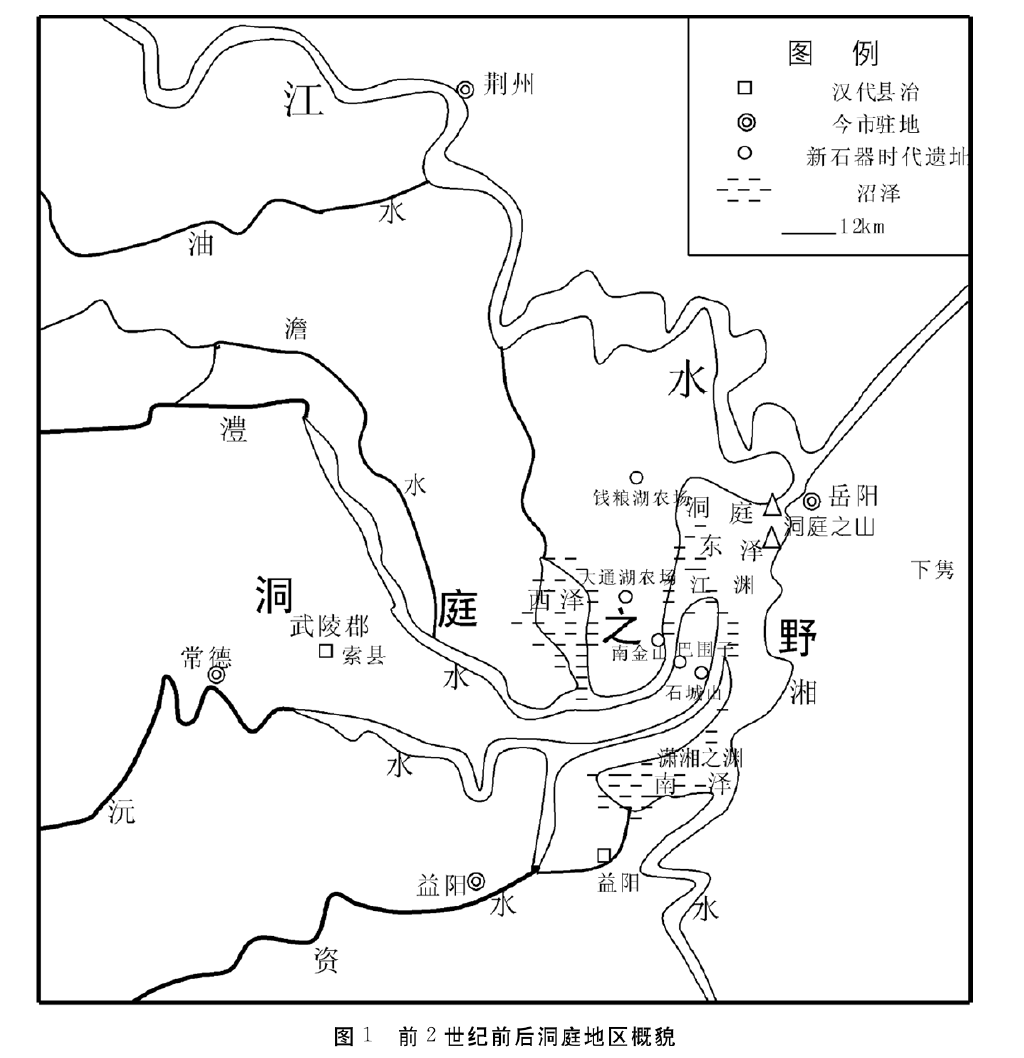 图 例
汉代县治
今市驻地
新石器时代遗址
沼泽
12km
荆州
江
水
油
水
澹
水
澧
水
水
钱粮湖农场
洞庭
东泽
江渊
岳阳
洞庭之山
下隽
大通湖农场
西泽
洞庭之野
武陵郡
索县
常德
南金山
巴围子
石城山
湘
水
潇湘之渊
南泽
沅
水
益阳
益阳
水
资
图1 前2世纪前后洞庭地区概貌